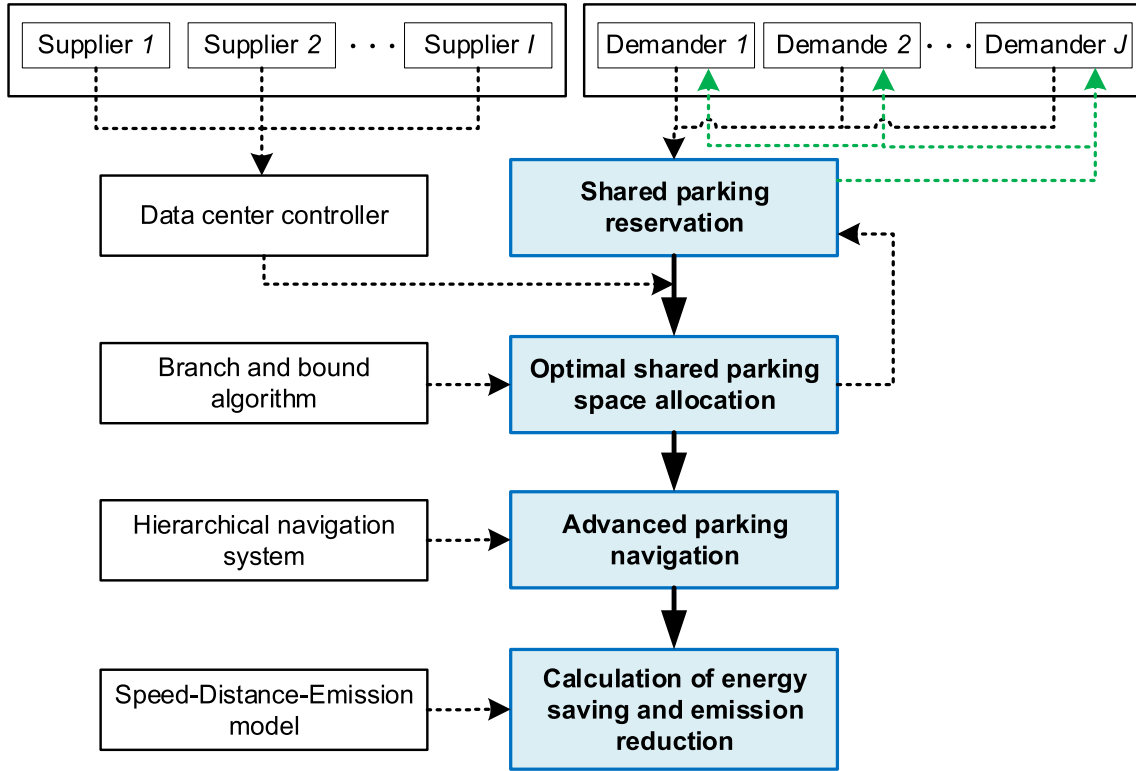 Supplier 1 Supplier 2 · · · Supplier I
Demander 1 Demande 2 · · · Demander J
Data center controller
Shared parking
reservation
Branch and bound
algorithm
Optimal shared parking
space allocation
Hierarchical navigation
system
Advanced parking
navigation
Speed-Distance-Emission
model
Calculation of energy
saving and emission
reduction